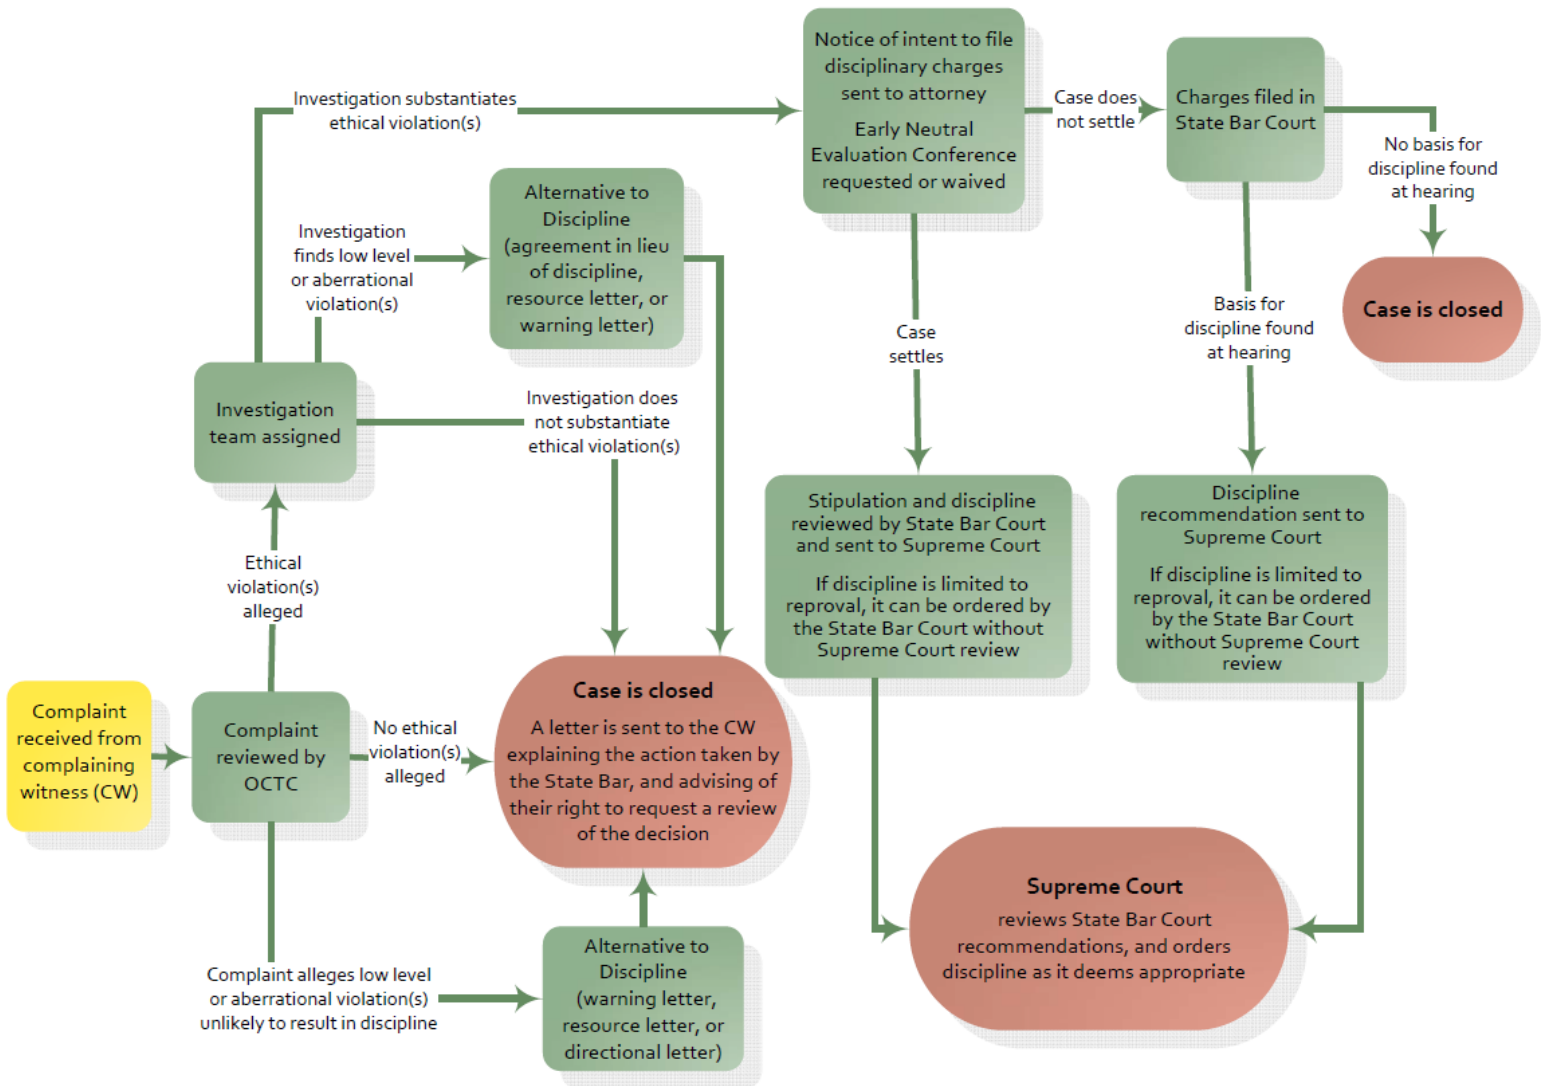 Notice of intent to file
disciplinary charges
sent to attorney
Early Neutral
Evaluation Conference
requested or waived
Case does
not settle
Charges filed in
State Bar Court
No basis for
discipline found
at hearing
Case is closed
Investigation substantiates
ethical violation(s)
Alternative to
Discipline
(agreement in lieu
of discipline,
resource letter, or
warning letter)
Investigation
finds low level
or aberrational
violation(s)
Case
settles
Basis for
discipline found
at hearing
Investigation
team assigned
Investigation does
not substantiate
ethical violation(s)
Stipulation and discipline
reviewed by State Bar Court
and sent to Supreme Court
If discipline is limited to
reproval, it can be ordered by
the State Bar Court without
Supreme Court review
Discipline
recommendation sent to
Supreme Court
If discipline is limited to
reproval, it can be ordered
by the State Bar Court
without Supreme Court
review
Ethical
violation(s)
alleged
Complaint
received from
complaining
witness (CW)
Complaint
reviewed by
OCTC
No ethical
violation(s)
alleged
Case is closed
A letter is sent to the CW
explaining the action taken by
the State Bar, and advising of
their right to request a review
of the decision
Supreme Court
reviews State Bar Court
recommendations, and orders
discipline as it deems appropriate
Complaint alleges low level
or aberrational violation(s)
unlikely to result in discipline
Alternative to
Discipline
(warning letter,
resource letter, or
directional letter)